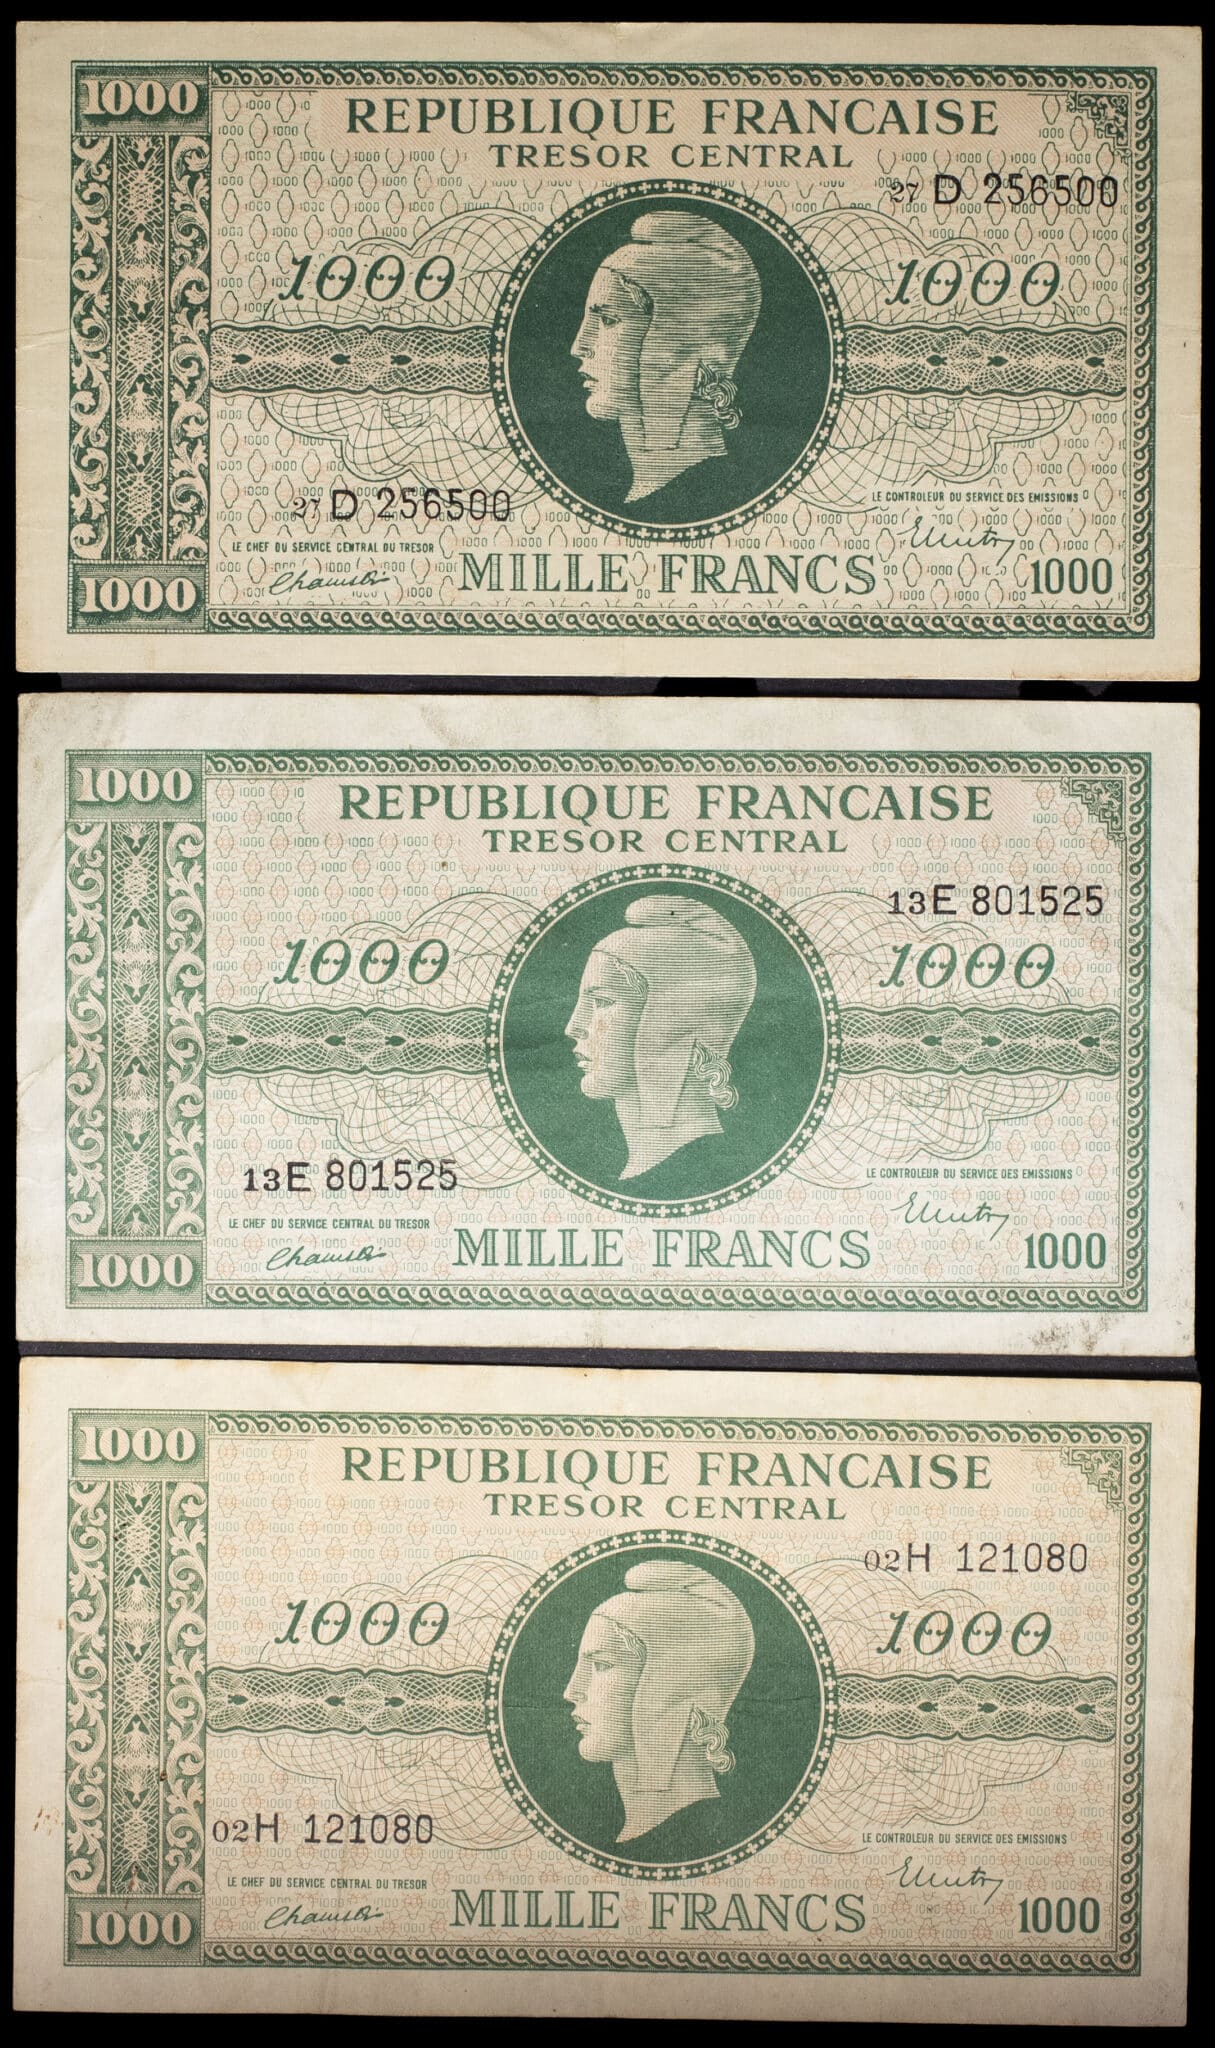 1000
REPUBLIQUE FRANCAISE
TRESOR CENTRAL
27 D 256500
1000 1000
27 D 256500
LE CONTROLEUR DU SERVICE DES EMISSIONS
LE CHEF DU SERVICE CENTRAL DU TRESOR
1000 MILLE FRANCS 1000
1000
REPUBLIQUE FRANCAISE
TRESOR CENTRAL
13E 801525
1000 1000
13E 801525
LE CONTROLEUR DU SERVICE DES EMISSIONS
LE CHEF DU SERVICE CENTRAL DU TRESOR
1000 MILLE FRANCS 1000
1000
REPUBLIQUE FRANCAISE
TRESOR CENTRAL
02H 121080
1000 1000
02H 121080
LE CONTROLEUR DU SERVICE DES EMISSIONS
LE CHEF DU SERVICE CENTRAL DU TRESOR
1000 MILLE FRANCS 1000